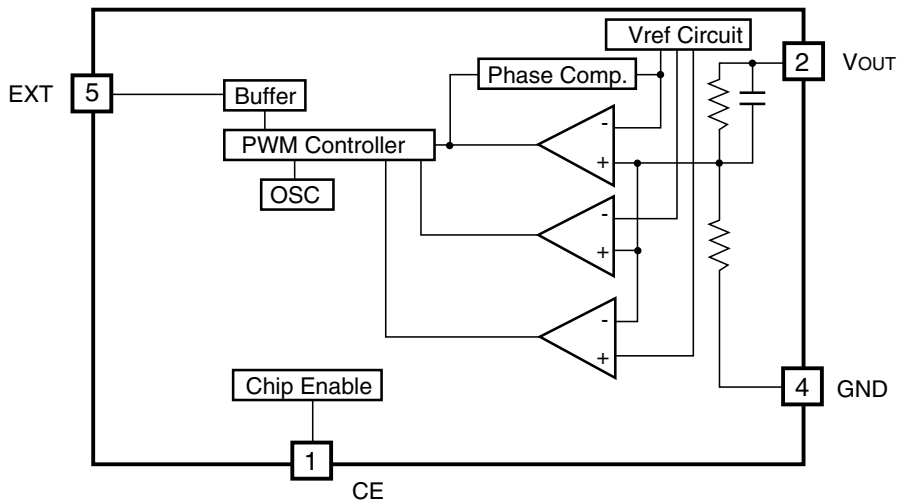 Vref Circuit
2 VOUT
Phase Comp.
EXT 5
Buffer
-
PWM Controller
+
OSC
-
+
-
+
Chip Enable
4 GND
1
CE